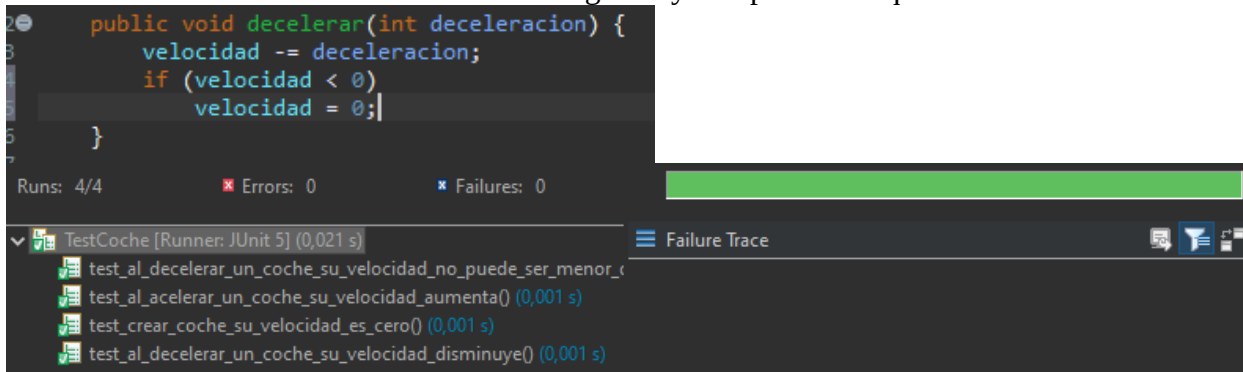 2 public void decelerar(int deceleracion) {
3 velocidad -= deceleracion;
4 if (velocidad < 0)
5 velocidad = 0;
6 }
Runs: 4/4 Errors: 0 Failures: 0
TestCoche [Runner: JUnit 5] (0,021 s)
Failure Trace
test_al_decelerar_un_coche_su_velocidad_no_puede_ser_menor_
test_al_acelerar_un_coche_su_velocidad_aumenta() (0,001 s)
test_crear_coche_su_velocidad_es_cero() (0,001 s)
test_al_decelerar_un_coche_su_velocidad_disminuye() (0,001 s)